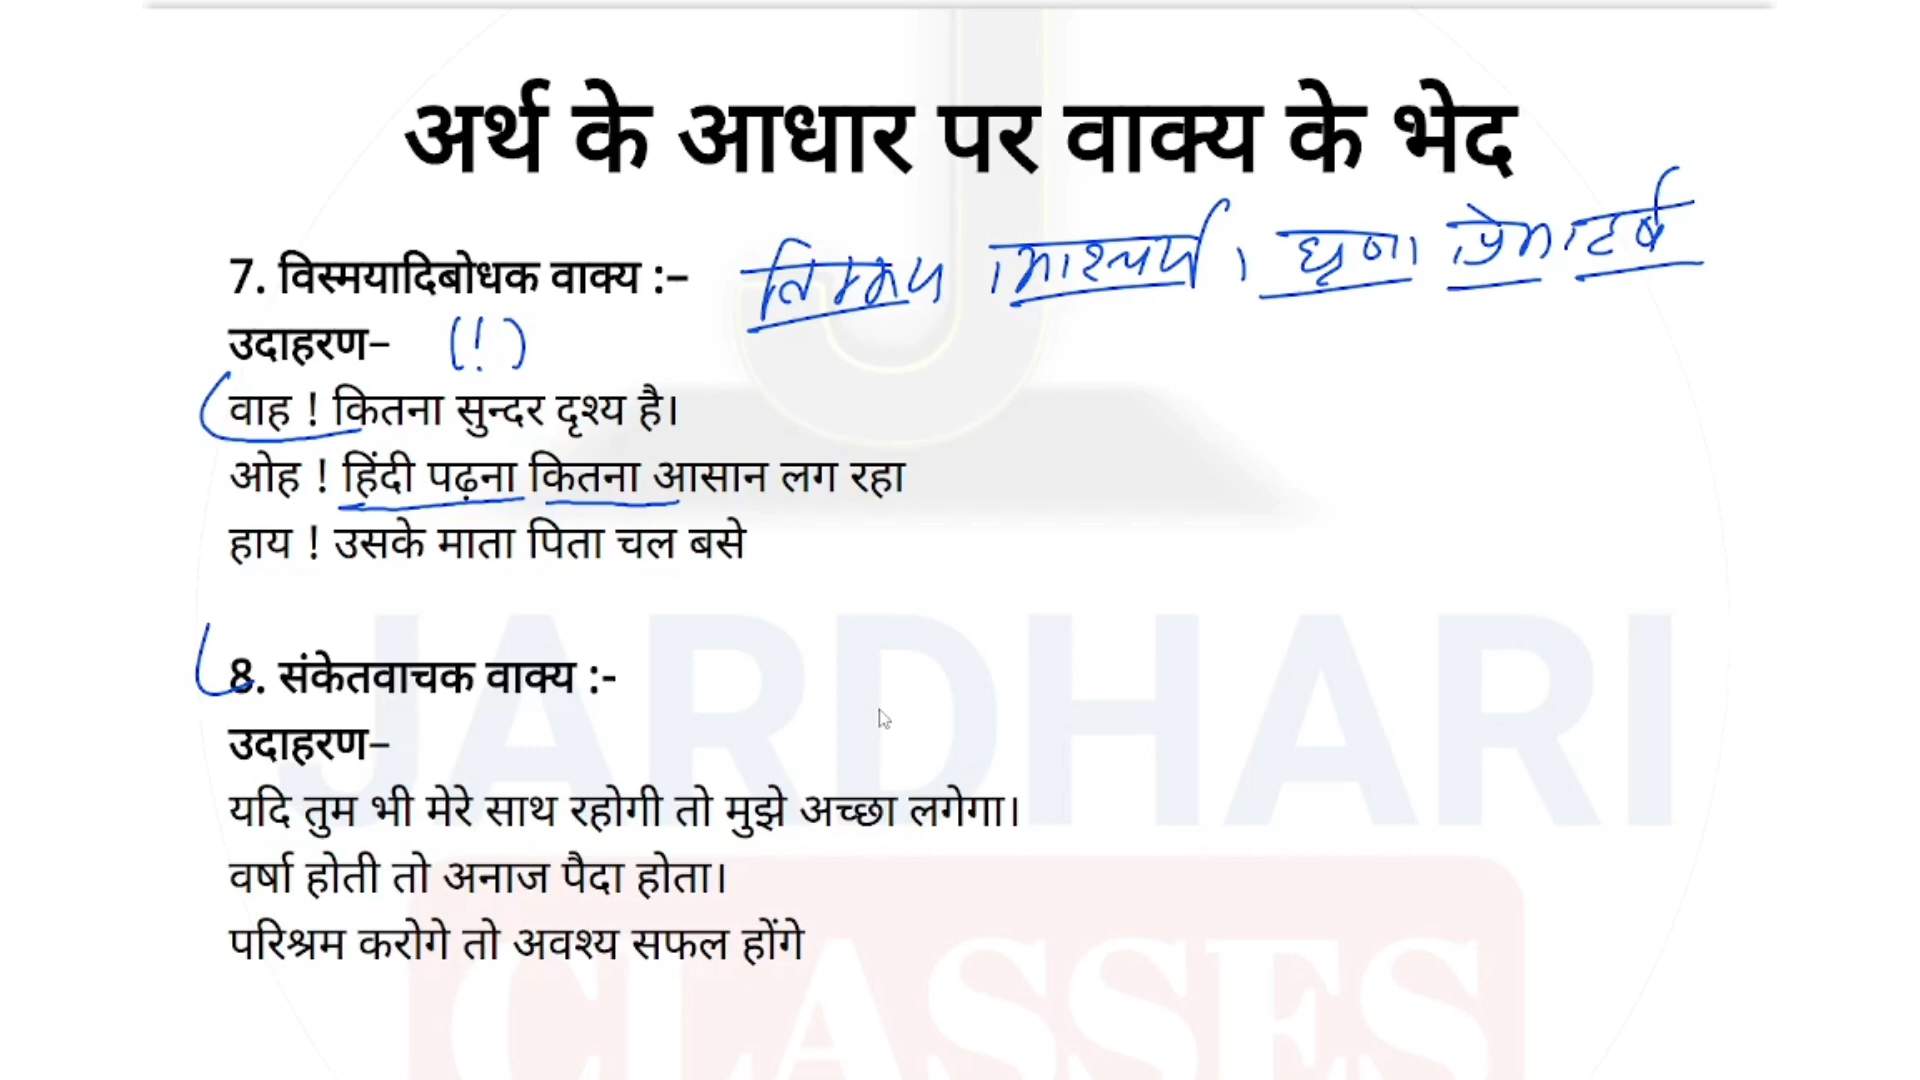 अर्थ के आधार पर वाक्य के भेद
7. विस्मयादिबोधक वाक्य :– विस्मय, आश्चर्य, घृणा, प्रेम, हर्ष
उदाहरण– (!)
वाह ! कितना सुन्दर दृश्य है।
ओह ! हिंदी पढ़ना कितना आसान लग रहा
हाय ! उसके माता पिता चल बसे
8. संकेतवाचक वाक्य :-
उदाहरण–
यदि तुम भी मेरे साथ रहोगी तो मुझे अच्छा लगेगा।
वर्षा होती तो अनाज पैदा होता।
परिश्रम करोगे तो अवश्य सफल होंगे
JARDHARI
CLASSES